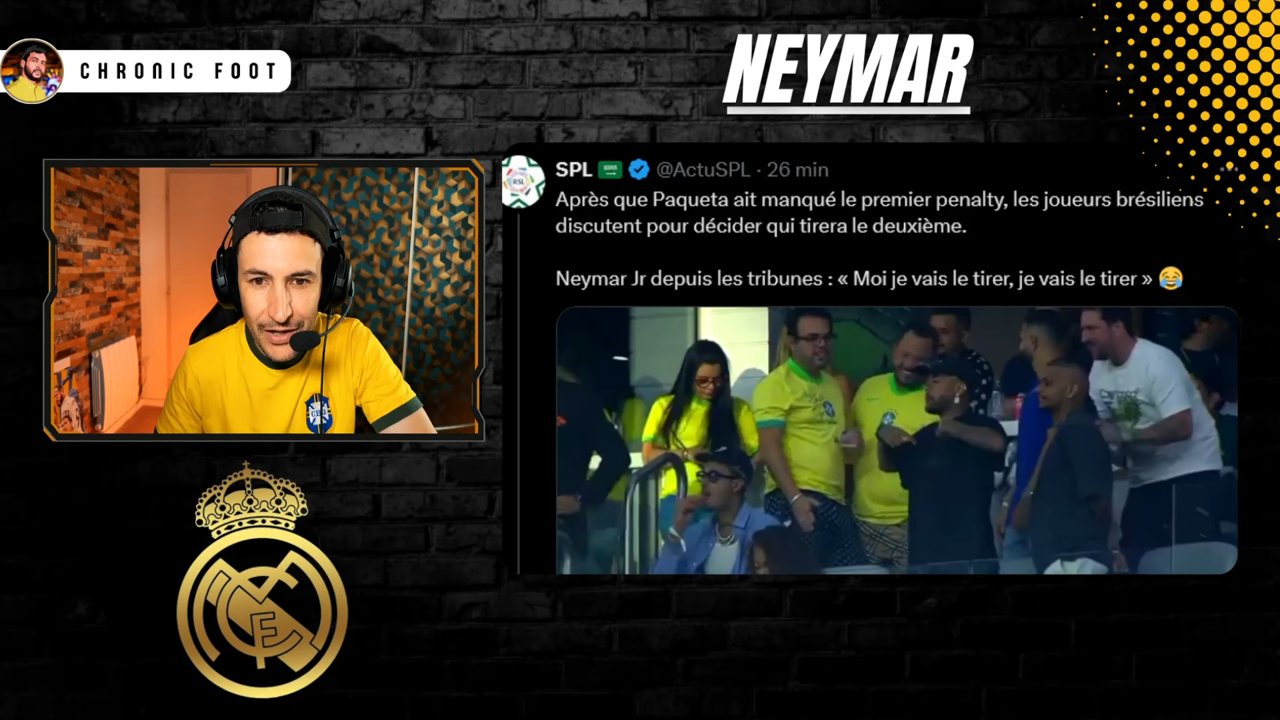 CHRONIC FOOT
NEYMAR
SPL @ActuSPL · 26 min
Après que Paqueta ait manqué le premier penalty, les joueurs brésiliens
discutent pour décider qui tirera le deuxième.
Neymar Jr depuis les tribunes : « Moi je vais le tirer, je vais le tirer » 😂
RSL